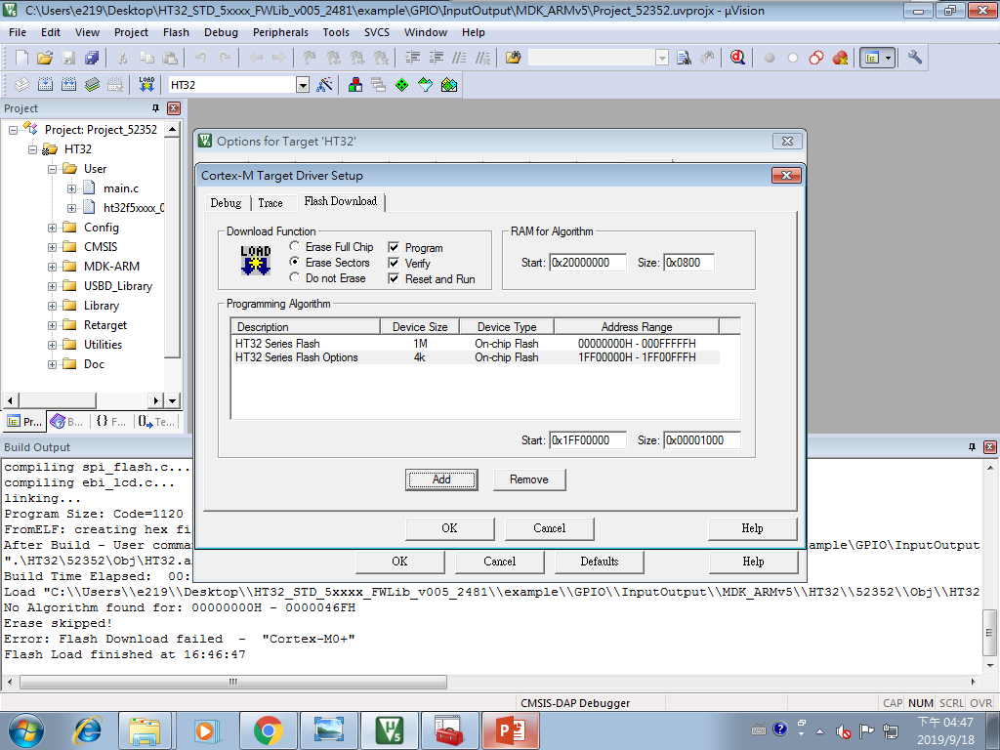 C:\Users\e219\Desktop\HT32_STD_5xxxx_FWLib_v005_2481\example\GPIO\InputOutput\MDK_ARMv5\Project_52352.uvprojx - µVision
File Edit View Project Flash Debug Peripherals Tools SVCS Window Help
LOAD HT32
Project
Project: Project_52352
HT32
User
main.c
ht32f5xxxx_0
Config
CMSIS
MDK-ARM
USBD_Library
Library
Retarget
Utilities
Doc
Pr... B... {} F... Te...
Options for Target 'HT32'
Cortex-M Target Driver Setup
Debug Trace Flash Download
Download Function
LOAD
Erase Full Chip Program
Erase Sectors Verify
Do not Erase Reset and Run
RAM for Algorithm
Start: 0x20000000 Size: 0x0800
Programming Algorithm
Description Device Size Device Type Address Range
HT32 Series Flash 1M On-chip Flash 00000000H - 000FFFFFH
HT32 Series Flash Options 4k On-chip Flash 1FF00000H - 1FF00FFFH
Start: 0x1FF00000 Size: 0x00001000
Add Remove
OK Cancel Help
OK Cancel Defaults Help
Build Output
compiling spi_flash.c...
compiling ebi_lcd.c...
linking...
Program Size: Code=1120
FromELF: creating hex fi
After Build - User comma ample\GPIO\InputOutput
".\HT32\52352\Obj\HT32.a
Build Time Elapsed: 00:
Load "C:\\Users\\e219\\Desktop\\HT32_STD_5xxxx_FWLib_v005_2481\\example\\GPIO\\InputOutput\\MDK_ARMv5\\HT32\\52352\\Obj\\HT32
No Algorithm found for: 00000000H - 0000046FH
Erase skipped!
Error: Flash Download failed - "Cortex-M0+"
Flash Load finished at 16:46:47
CMSIS-DAP Debugger CAP NUM SCRL OVR
下午 04:47
2019/9/18